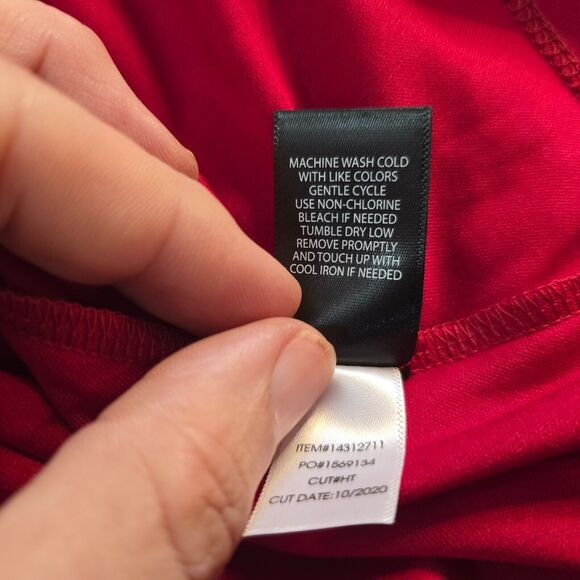 MACHINE WASH COLD
WITH LIKE COLORS
GENTLE CYCLE
USE NON-CHLORINE
BLEACH IF NEEDED
TUMBLE DRY LOW
REMOVE PROMPTLY
AND TOUCH UP WITH
COOL IRON IF NEEDED
ITEM#14312711
PO#1569134
CUT#HT
CUT DATE:10/2020